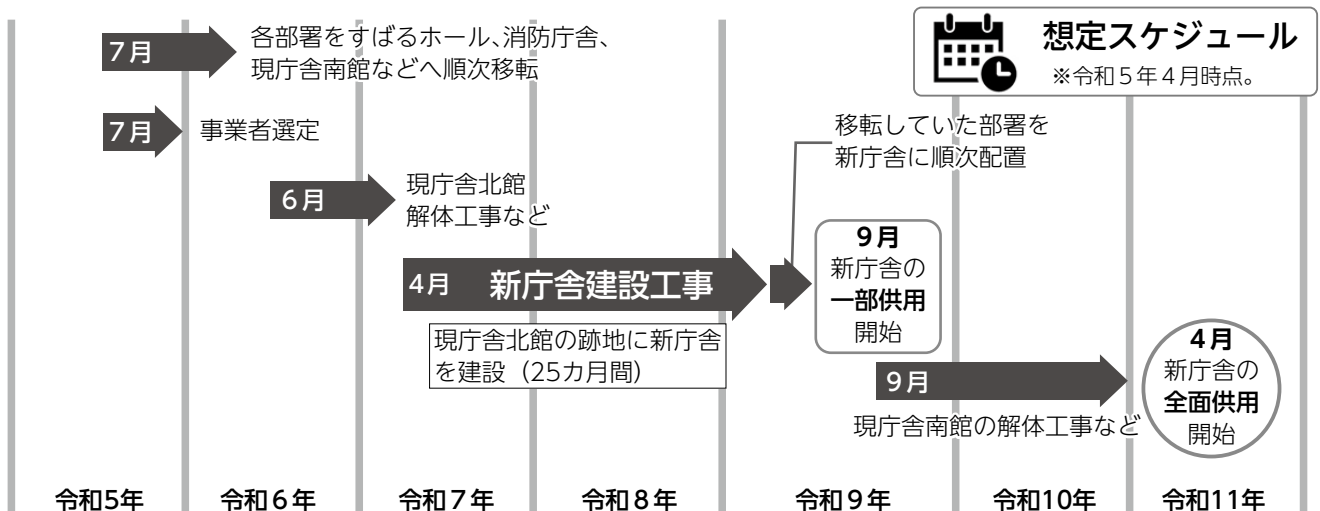 想定スケジュール
※令和5年4月時点。
7月
各部署をすばるホール、消防庁舎、
現庁舎南館などへ順次移転
7月
事業者選定
6月
現庁舎北館
解体工事など
4月 新庁舎建設工事
現庁舎北館の跡地に新庁舎
を建設（25カ月間）
移転していた部署を
新庁舎に順次配置
9月
新庁舎の
一部供用
開始
9月
現庁舎南館の解体工事など
4月
新庁舎の
全面供用
開始
令和5年 令和6年 令和7年 令和8年 令和9年 令和10年 令和11年